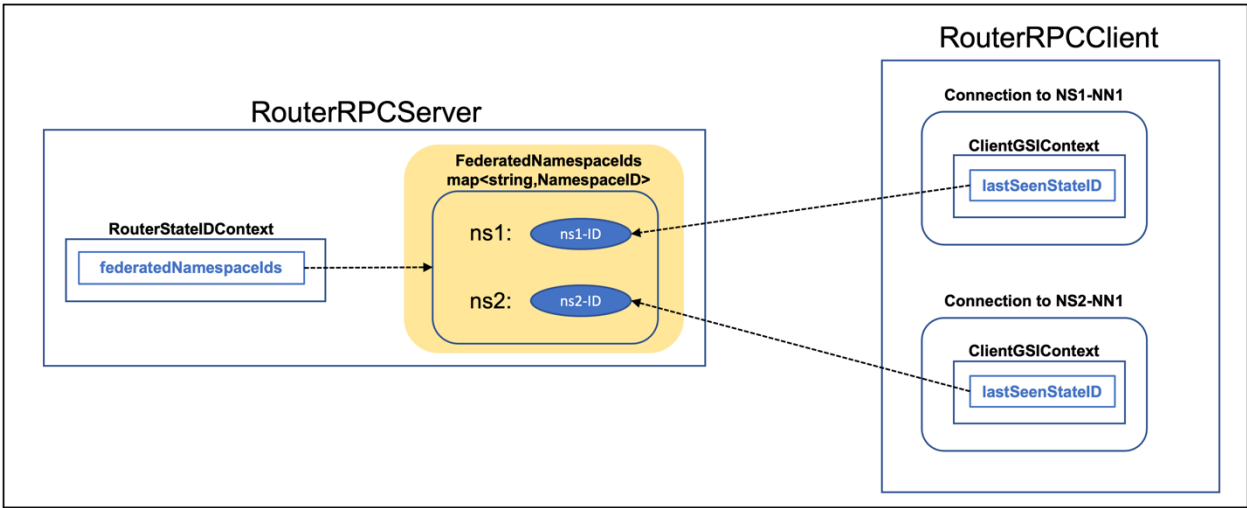 RouterRPCServer
RouterStateIDContext
federatedNamespaceIds
FederatedNamespaceIds
map<string,NamespaceID>
ns1:
ns1-ID
ns2:
ns2-ID
RouterRPCClient
Connection to NS1-NN1
ClientGSIContext
lastSeenStateID
Connection to NS2-NN1
ClientGSIContext
lastSeenStateID